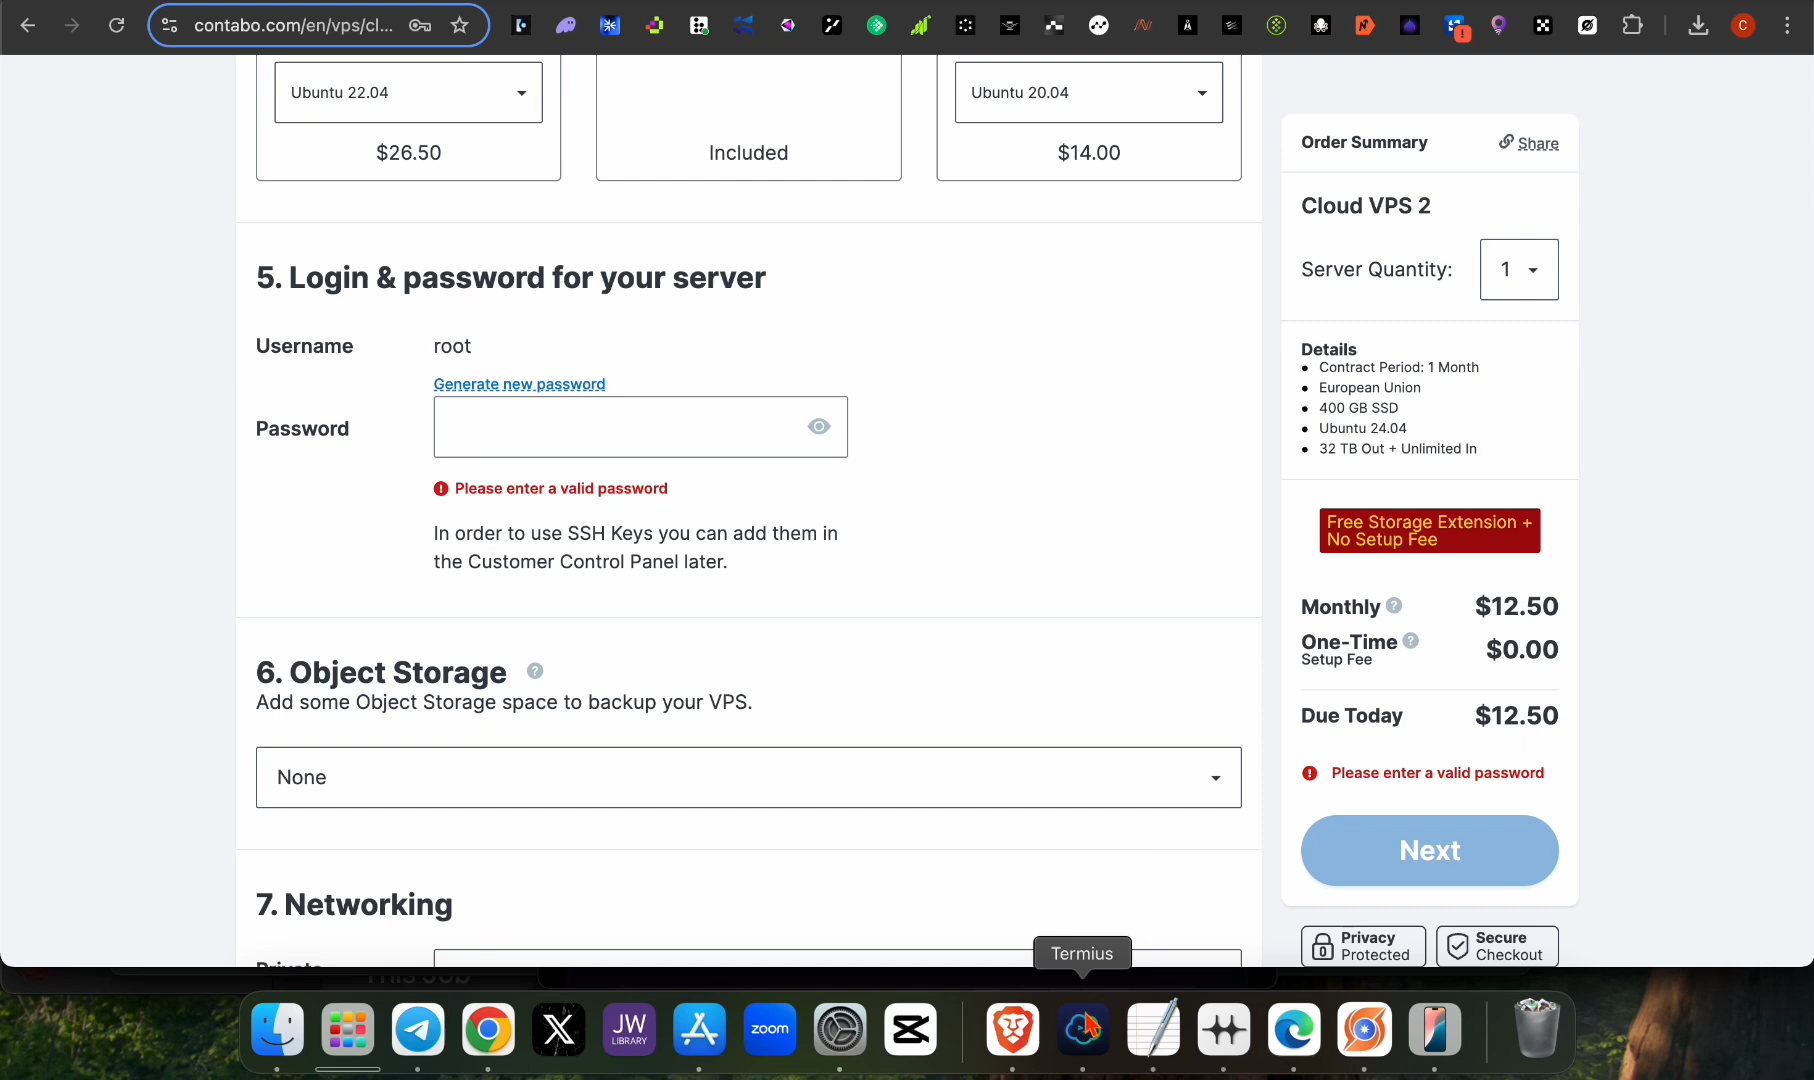 contabo.com/en/vps/cl...
C
Ubuntu 22.04
$26.50
Included
Ubuntu 20.04
$14.00
5. Login & password for your server
Username
root
Generate new password
Password
Please enter a valid password
In order to use SSH Keys you can add them in
the Customer Control Panel later.
6. Object Storage
Add some Object Storage space to backup your VPS.
None
7. Networking
Private
Order Summary
Share
Cloud VPS 2
Server Quantity:
1
Details
Contract Period: 1 Month
European Union
400 GB SSD
Ubuntu 24.04
32 TB Out + Unlimited In
Free Storage Extension +
No Setup Fee
Monthly
$12.50
One-Time
Setup Fee
$0.00
Due Today
$12.50
Please enter a valid password
Next
Privacy
Protected
Secure
Checkout
Termius
JW
LIBRARY
zoom